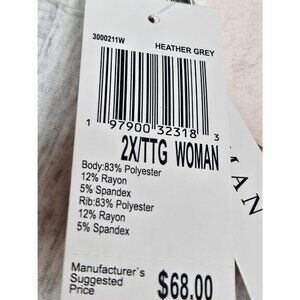 3000211W
HEATHER GREY
1 97900 32318 3
2X/TTG WOMAN
Body:83% Polyester
12% Rayon
5% Spandex
Rib:83% Polyester
12% Rayon
5% Spandex
Manufacturer`s
Suggested
Price
$68.00
MAN